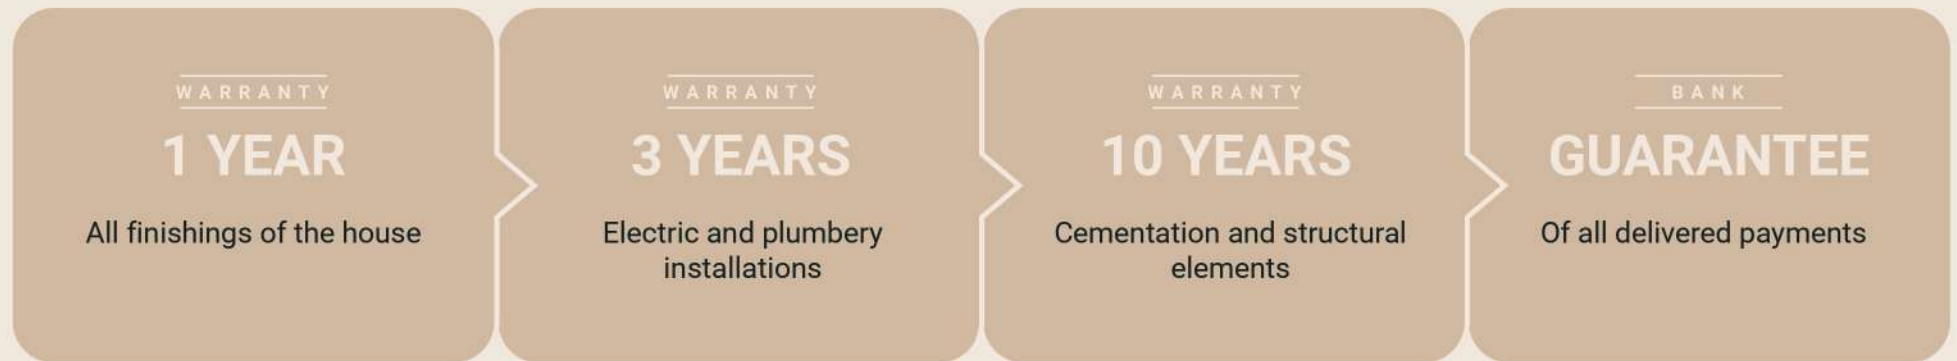 WARRANTY
1 YEAR
All finishings of the house
WARRANTY
3 YEARS
Electric and plumbery
installations
WARRANTY
10 YEARS
Cementation and structural
elements
BANK
GUARANTEE
Of all delivered payments